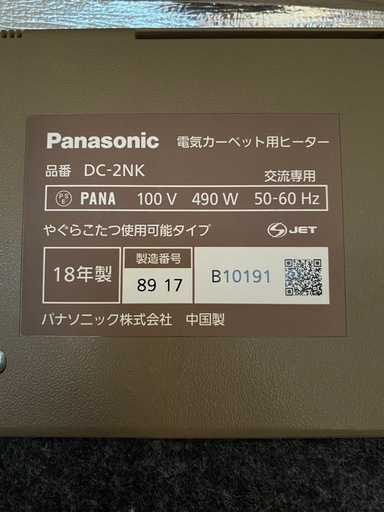 Panasonic 電気カーペット用ヒーター
品番 DC-2NK 交流専用
PSE PANA 100 V 490 W 50-60 Hz
やぐらこたつ使用可能タイプ JET
18年製 製造番号 89 17 B10191
パナソニック株式会社 中国製